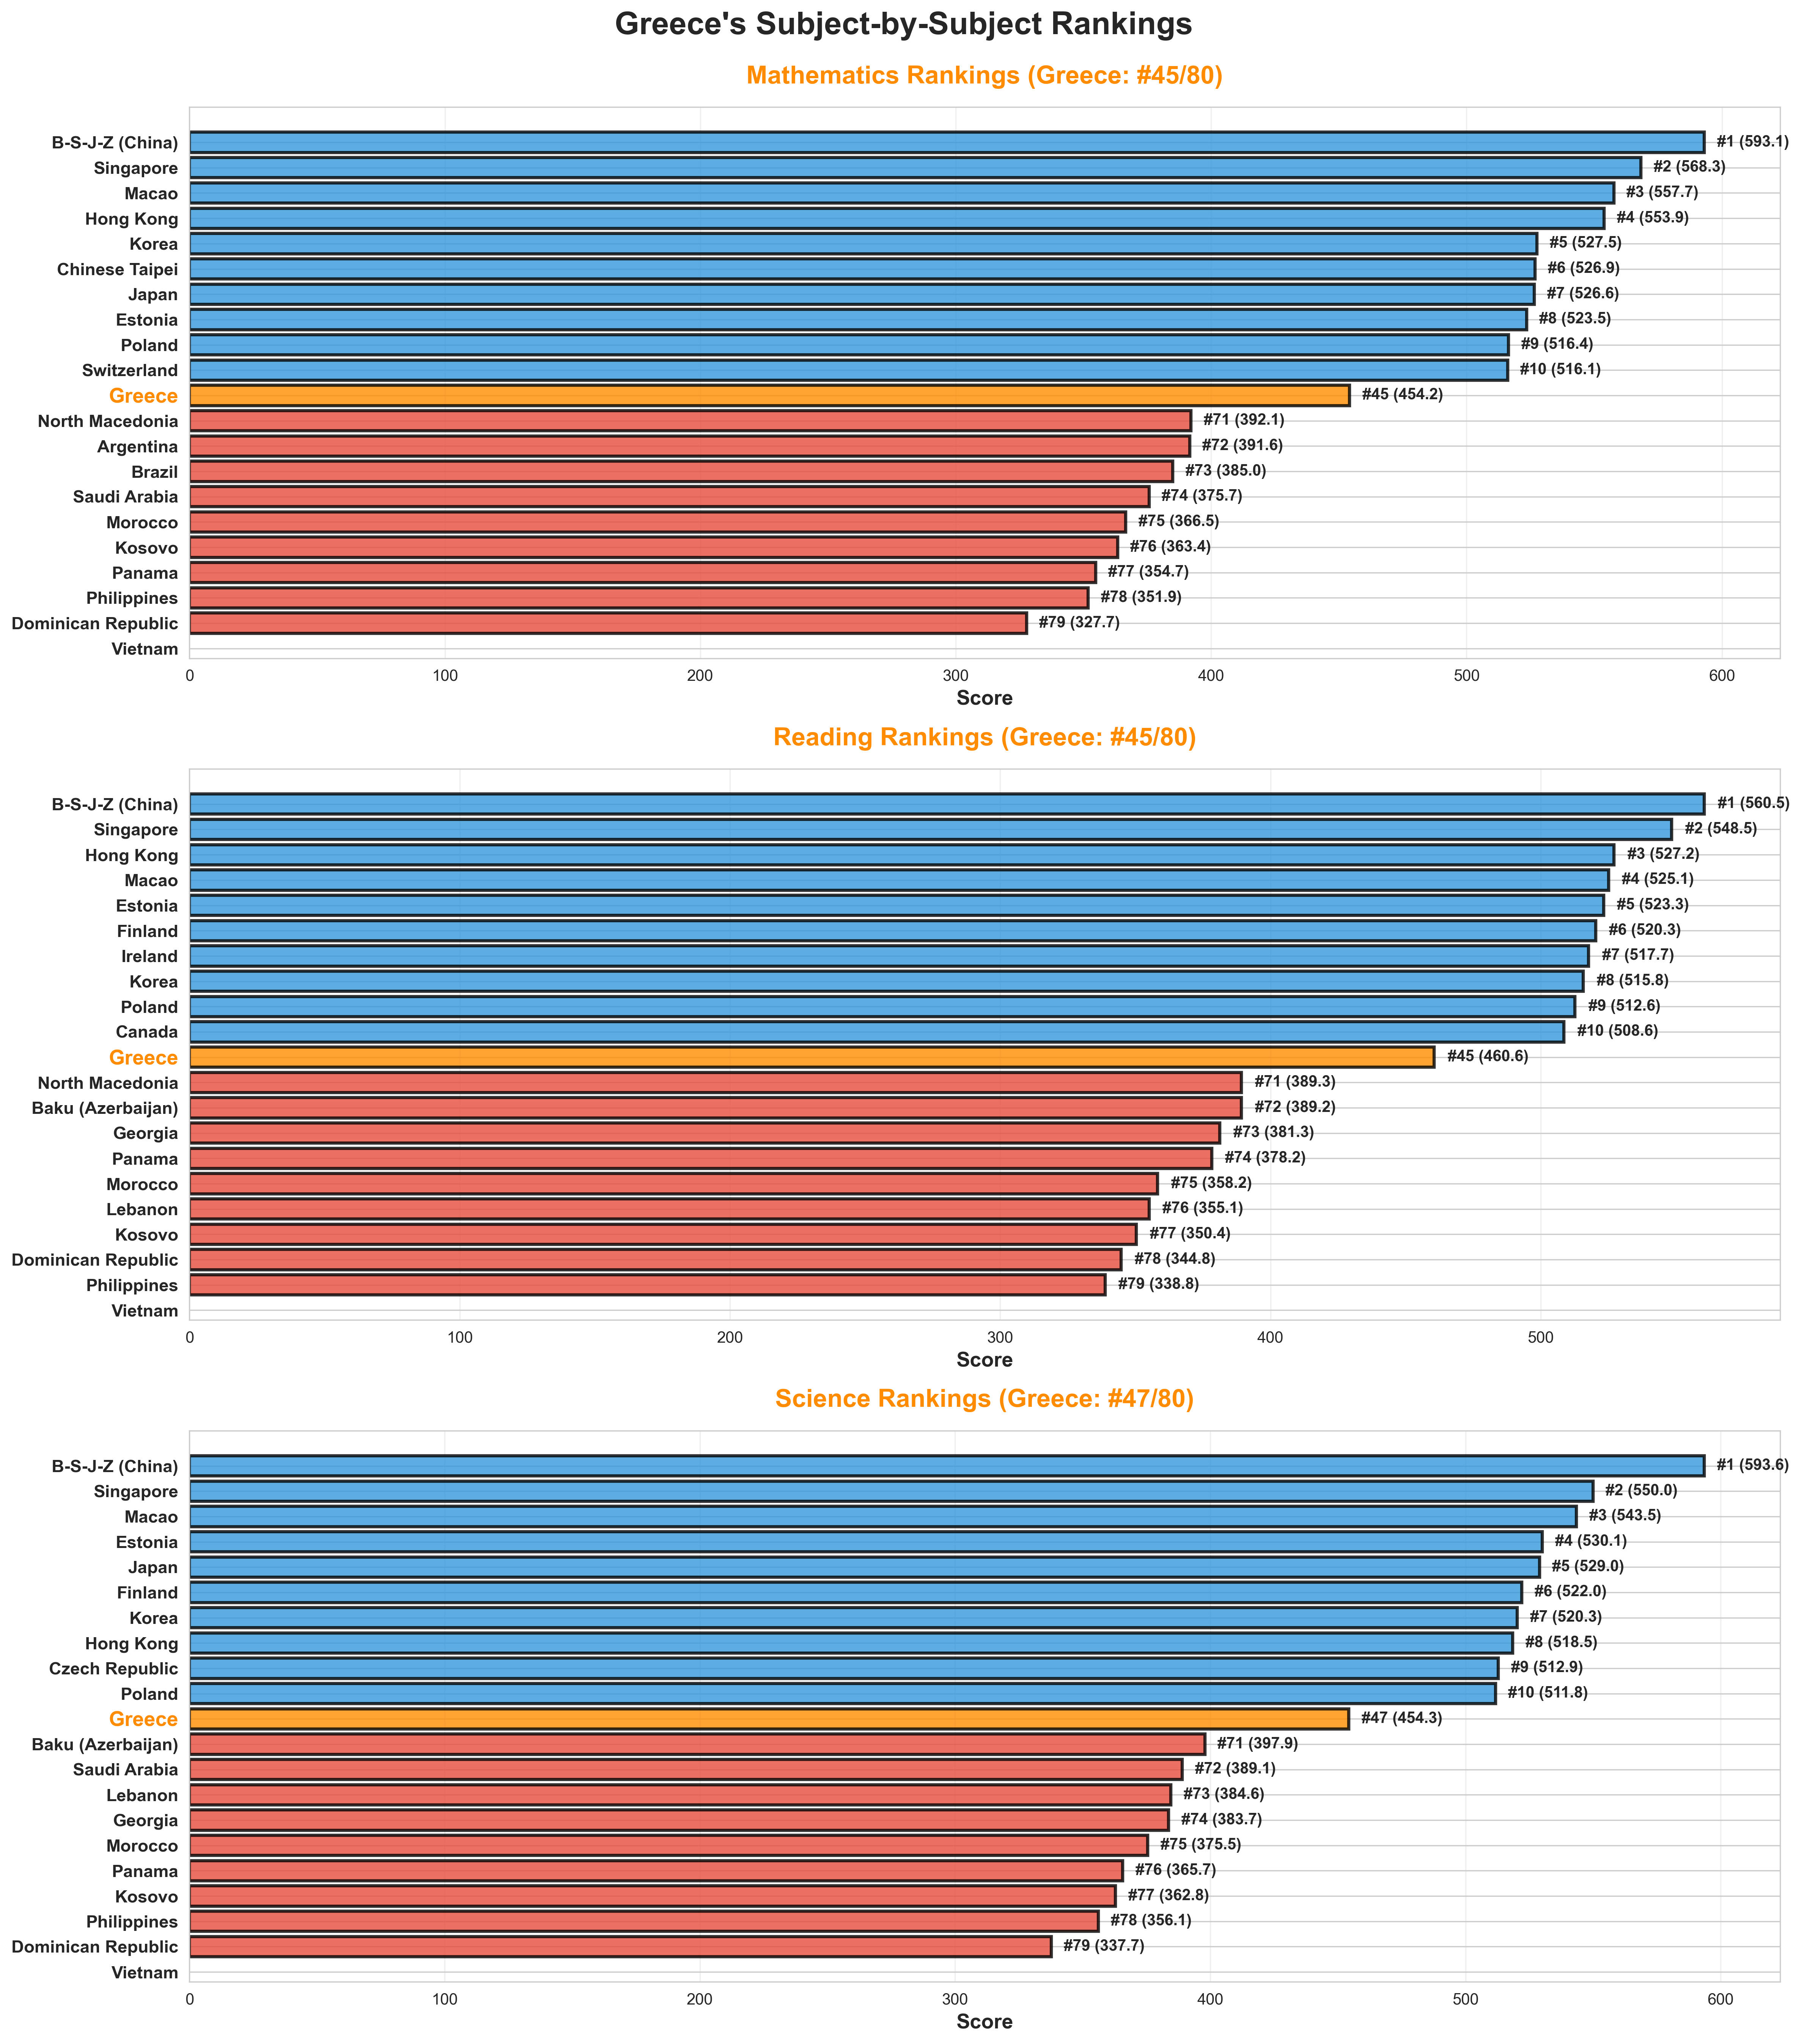 Greece's Subject-by-Subject Rankings
Mathematics Rankings (Greece: #45/80)
B-S-J-Z (China) #1 (593.1)
Singapore #2 (568.3)
Macao #3 (557.7)
Hong Kong #4 (553.9)
Korea #5 (527.5)
Chinese Taipei #6 (526.9)
Japan #7 (526.6)
Estonia #8 (523.5)
Poland #9 (516.4)
Switzerland #10 (516.1)
Greece #45 (454.2)
North Macedonia #71 (392.1)
Argentina #72 (391.6)
Brazil #73 (385.0)
Saudi Arabia #74 (375.7)
Morocco #75 (366.5)
Kosovo #76 (363.4)
Panama #77 (354.7)
Philippines #78 (351.9)
Dominican Republic #79 (327.7)
Vietnam
0 100 200 300 400 500 600
Score
Reading Rankings (Greece: #45/80)
B-S-J-Z (China) #1 (560.5)
Singapore #2 (548.5)
Hong Kong #3 (527.2)
Macao #4 (525.1)
Estonia #5 (523.3)
Finland #6 (520.3)
Ireland #7 (517.7)
Korea #8 (515.8)
Poland #9 (512.6)
Canada #10 (508.6)
Greece #45 (460.6)
North Macedonia #71 (389.3)
Baku (Azerbaijan) #72 (389.2)
Georgia #73 (381.3)
Panama #74 (378.2)
Morocco #75 (358.2)
Lebanon #76 (355.1)
Kosovo #77 (350.4)
Dominican Republic #78 (344.8)
Philippines #79 (338.8)
Vietnam
0 100 200 300 400 500
Score
Science Rankings (Greece: #47/80)
B-S-J-Z (China) #1 (593.6)
Singapore #2 (550.0)
Macao #3 (543.5)
Estonia #4 (530.1)
Japan #5 (529.0)
Finland #6 (522.0)
Korea #7 (520.3)
Hong Kong #8 (518.5)
Czech Republic #9 (512.9)
Poland #10 (511.8)
Greece #47 (454.3)
Baku (Azerbaijan) #71 (397.9)
Saudi Arabia #72 (389.1)
Lebanon #73 (384.6)
Georgia #74 (383.7)
Morocco #75 (375.5)
Panama #76 (365.7)
Kosovo #77 (362.8)
Philippines #78 (356.1)
Dominican Republic #79 (337.7)
Vietnam
0 100 200 300 400 500 600
Score